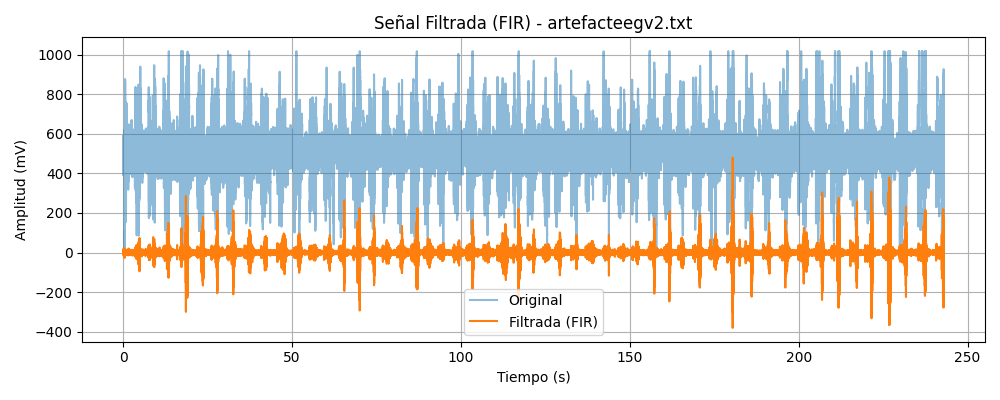 Señal Filtrada (FIR) - artefacteegv2.txt
Amplitud (mV)
1000
800
600
400
200
0
−200
−400
Original
Filtrada (FIR)
0 50 100 150 200 250
Tiempo (s)